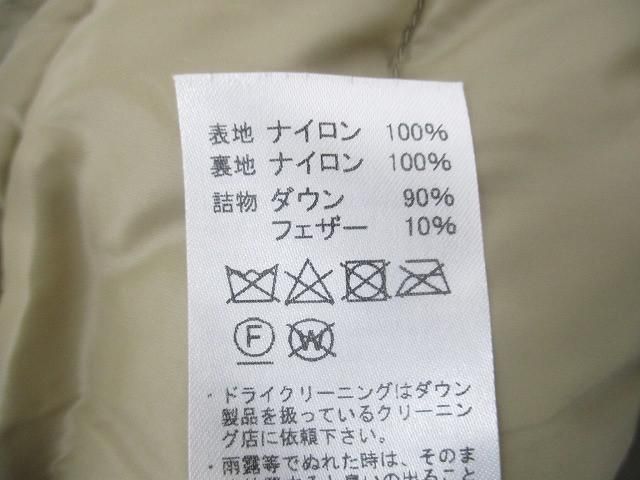 表地 ナイロン 100%
裏地 ナイロン 100%
詰物 ダウン 90%
フェザー 10%
F W
・ドライクリーニングはダウン
製品を扱っているクリーニン
グ店に依頼下さい。
・雨露等でぬれた時は、そのま